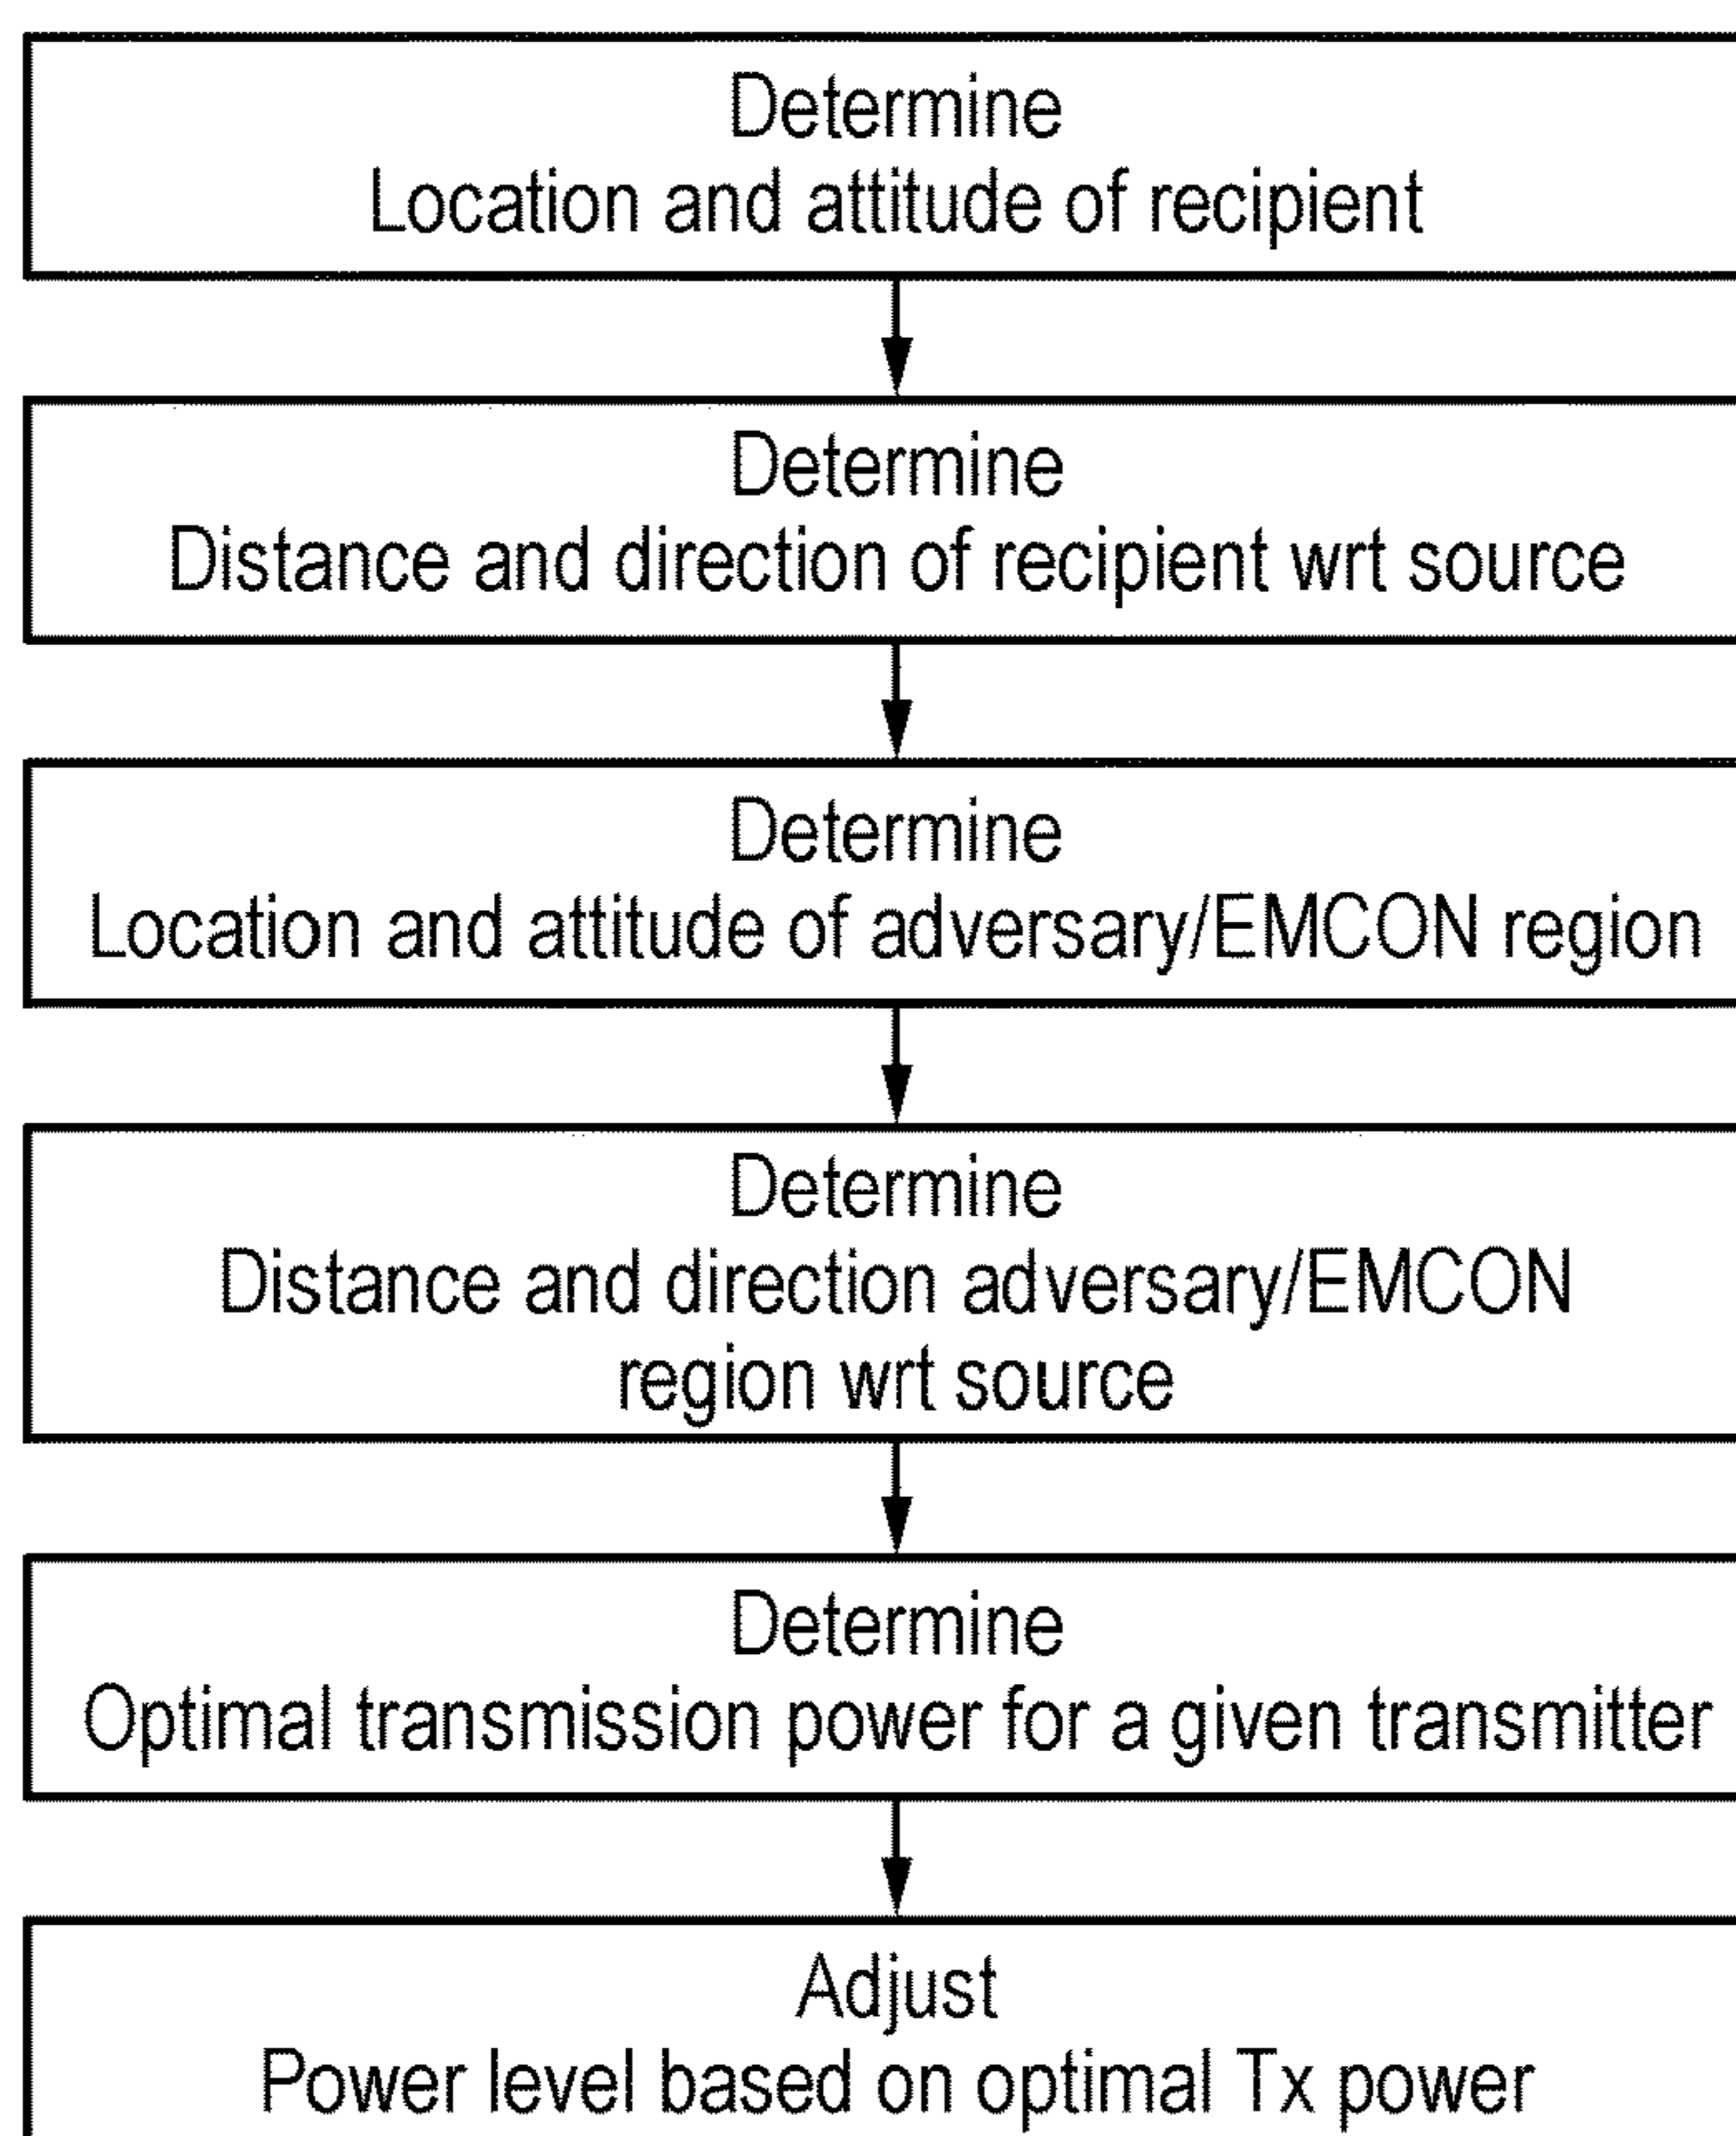 Determine
Location and attitude of recipient
Determine
Distance and direction of recipient wrt source
Determine
Location and attitude of adversary/EMCON region
Determine
Distance and direction adversary/EMCON
region wrt source
Determine
Optimal transmission power for a given transmitter
Adjust
Power level based on optimal Tx power